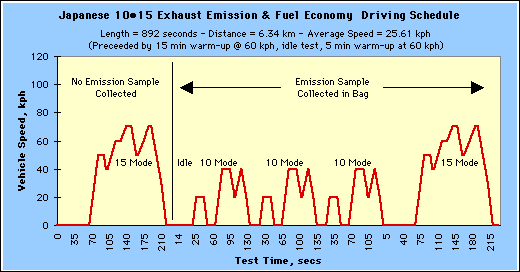 Japanese 10•15 Exhaust Emission & Fuel Economy Driving Schedule
Length = 892 seconds - Distance = 6.34 km - Average Speed = 25.61 kph
(Preceeded by 15 min warm-up @ 60 kph, idle test, 5 min warm-up at 60 kph)
Vehicle Speed, kph
120
100
80
60
40
20
0
No Emission Sample
Collected
Emission Sample
Collected in Bag
15 Mode
Idle
10 Mode
10 Mode
10 Mode
15 Mode
0 35 70 105 140 175 210 14 25 60 95 130 30 65 100 135 35 70 105 5 40 75 110 145 180 215
Test Time, secs